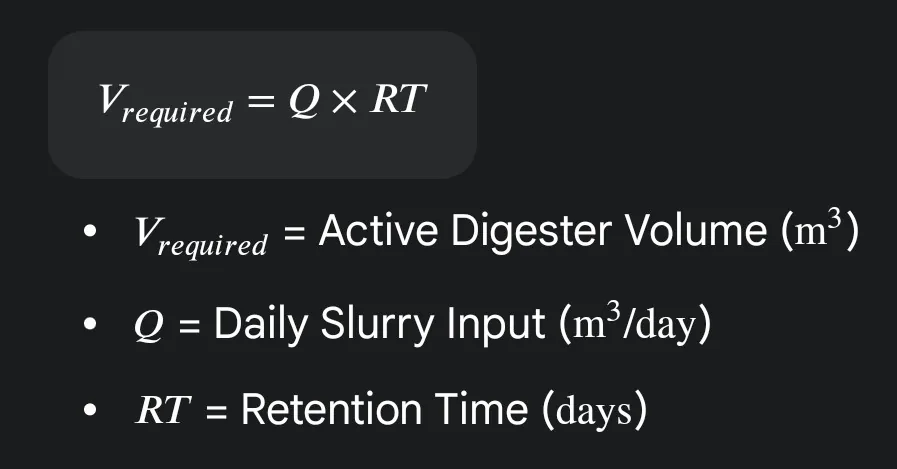 V_required = Q × RT
• V_required = Active Digester Volume (m³)
• Q = Daily Slurry Input (m³/day)
• RT = Retention Time (days)